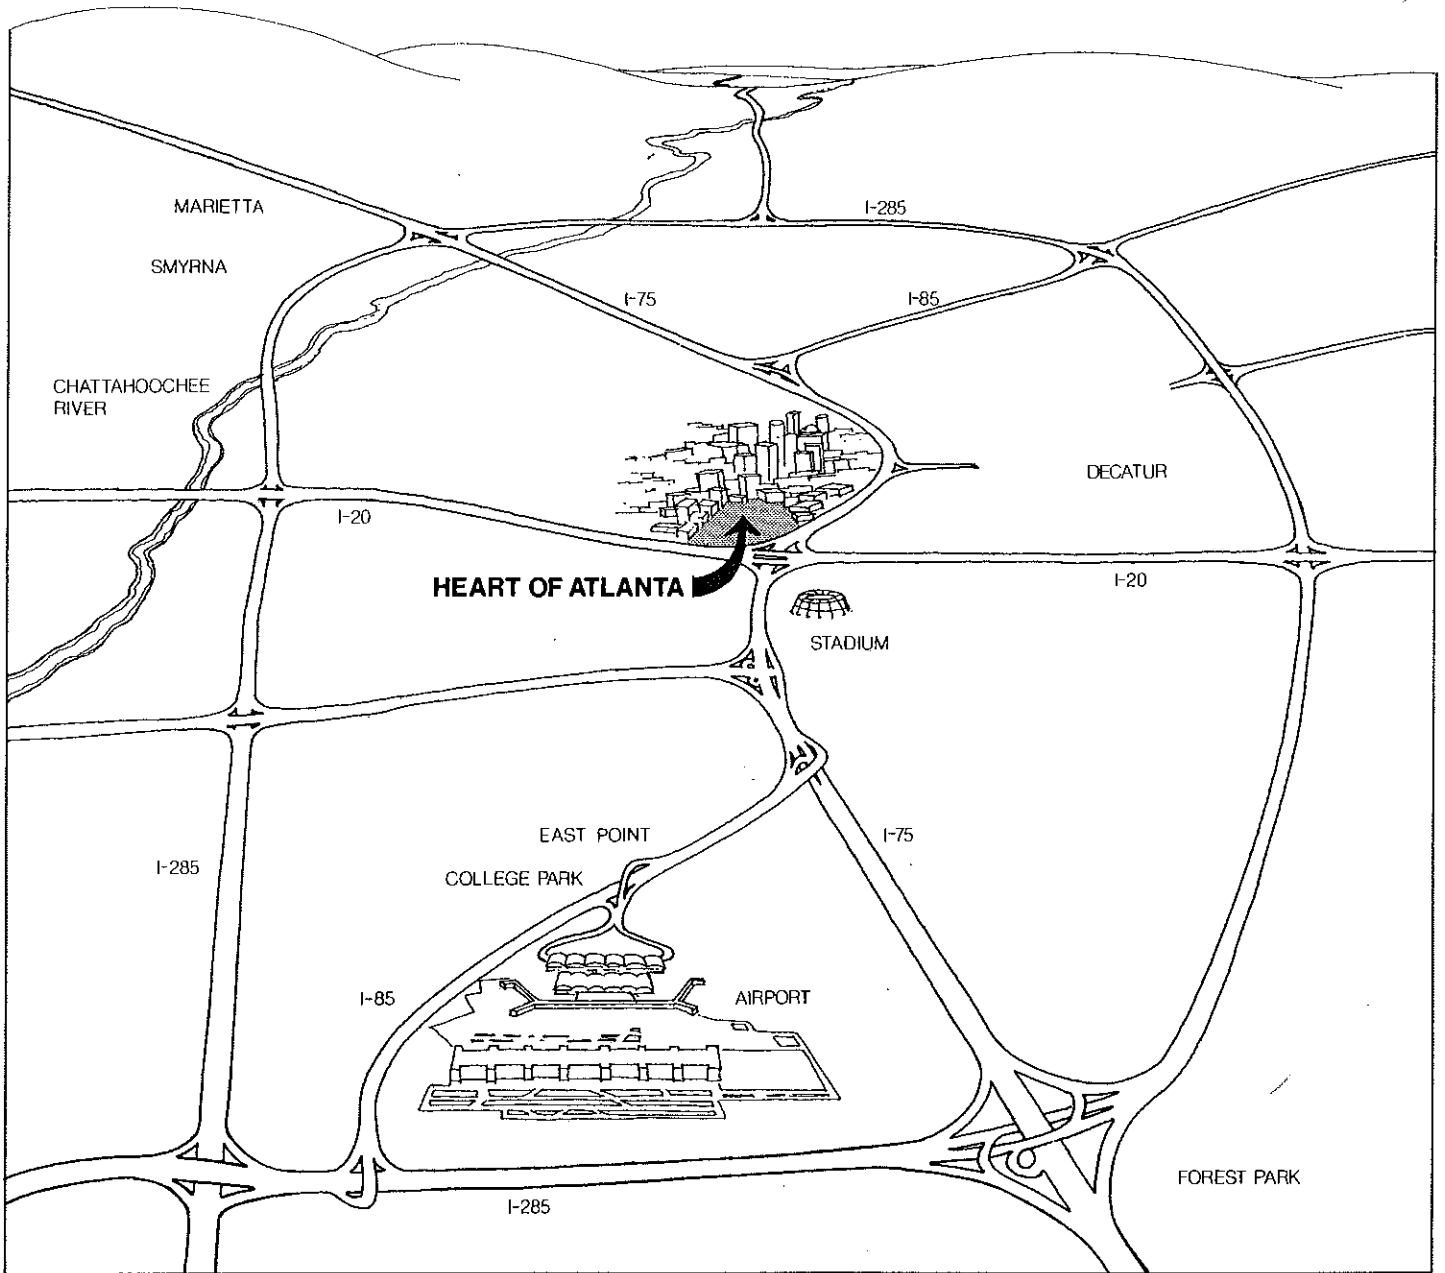 MARIETTA
I-285
SMYRNA
I-75
I-85
CHATTAHOOCHEE
RIVER
DECATUR
I-20
HEART OF ATLANTA
I-20
STADIUM
EAST POINT
I-75
I-285
COLLEGE PARK
I-85
AIRPORT
FOREST PARK
I-285